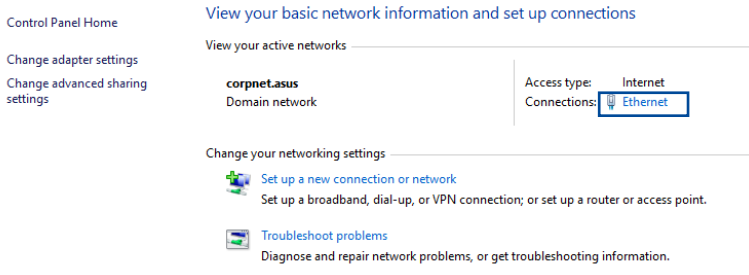 View your basic network information and set up connections
Control Panel Home
Change adapter settings
Change advanced sharing
settings
View your active networks
corpnet.asus
Domain network
Access type: Internet
Connections: Ethernet
Change your networking settings
Set up a new connection or network
Set up a broadband, dial-up, or VPN connection; or set up a router or access point.
Troubleshoot problems
Diagnose and repair network problems, or get troubleshooting information.